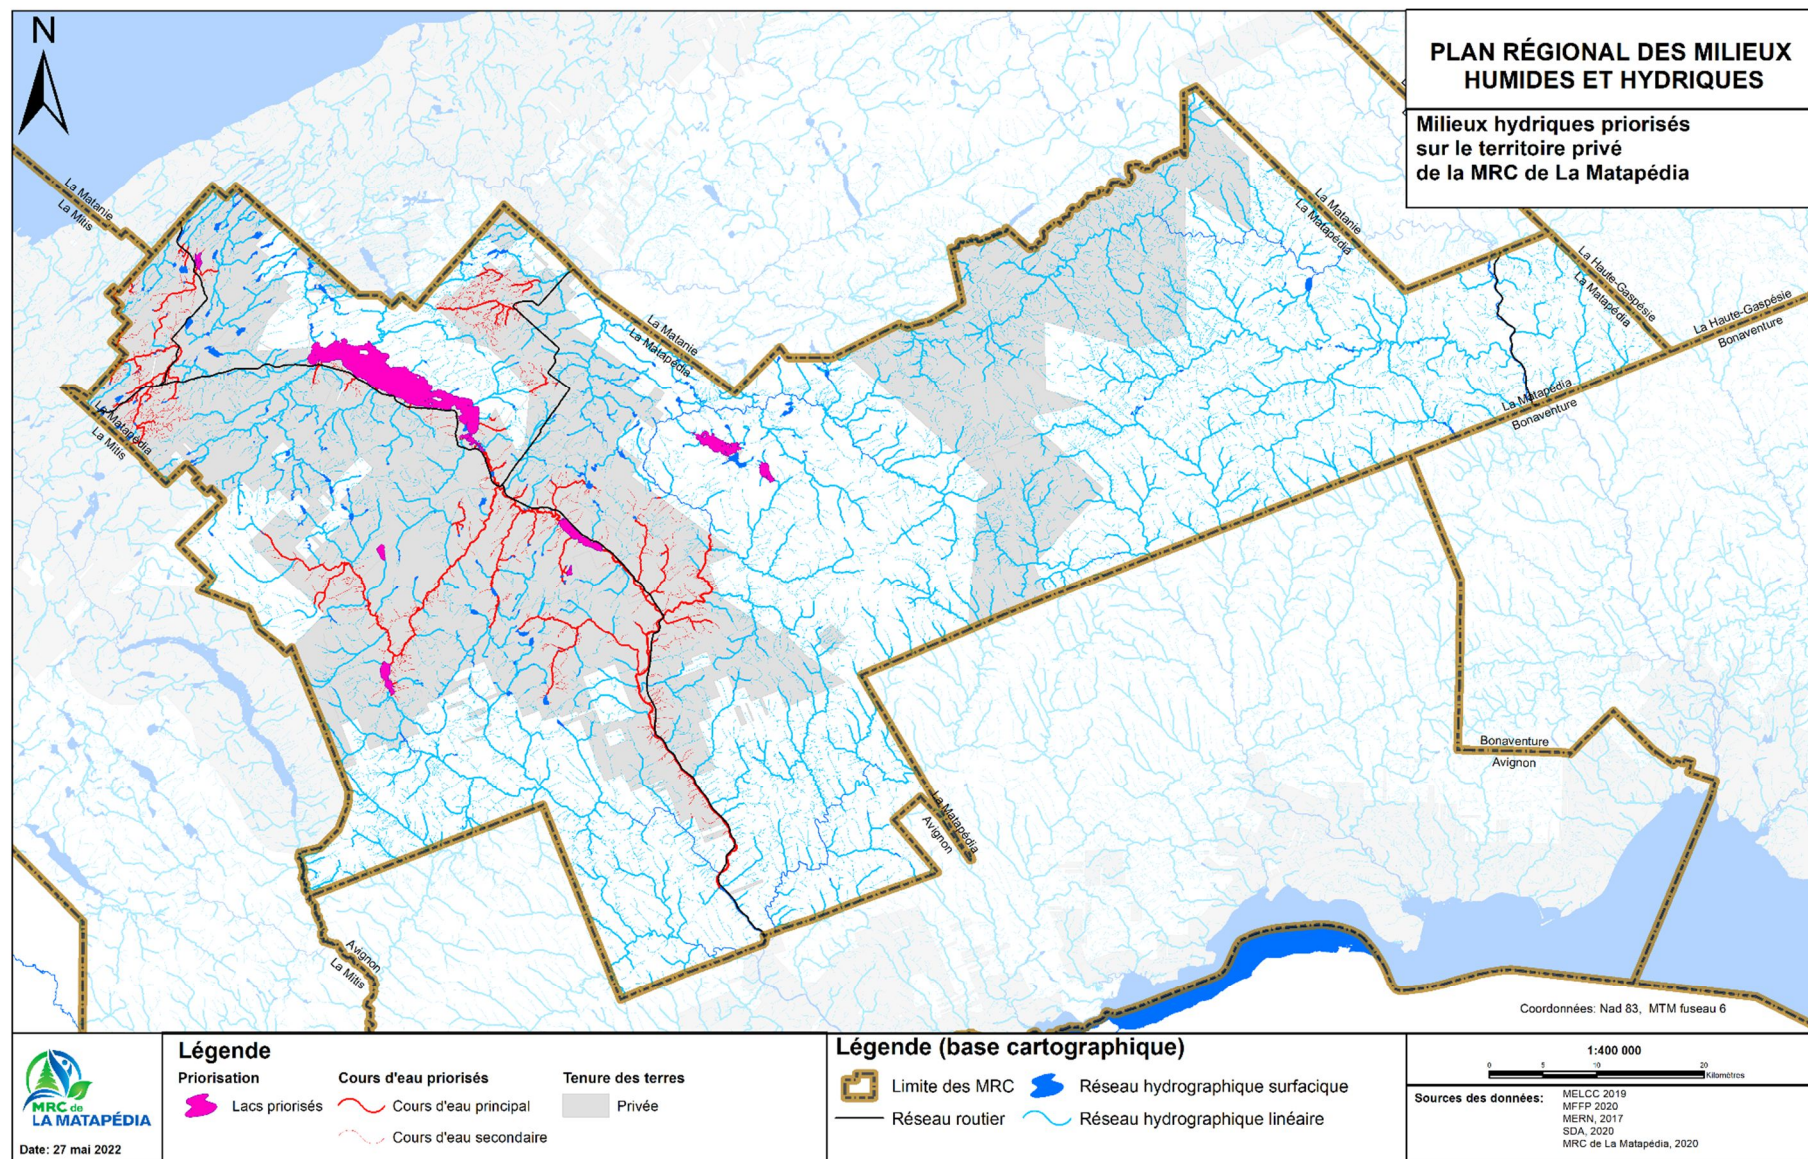 N
PLAN RÉGIONAL DES MILIEUX
HUMIDES ET HYDRIQUES
Milieux hydriques priorisés
sur le territoire privé
de la MRC de La Matapédia
La Matanie
La Mitis
La Matanie
La Matapédia
La Haute-Gaspésie
La Matapédia
La Haute-Gaspésie
Bonaventure
La Matanie
La Matapédia
La Matapédia
Bonaventure
La Matapédia
La Mitis
Bonaventure
Avignon
La Matapédia
Avignon
Avignon
La Mitis
Coordonnées: Nad 83, MTM fuseau 6
MRC de
LA MATAPÉDIA
Date: 27 mai 2022
Légende
Priorisation
Lacs priorisés
Cours d'eau priorisés
Cours d'eau principal
Cours d'eau secondaire
Tenure des terres
Privée
Légende (base cartographique)
Limite des MRC
Réseau hydrographique surfacique
Réseau routier
Réseau hydrographique linéaire
1:400 000
0 5 10 20
Kilomètres
Sources des données:
MELCC 2019
MFFP 2020
MERN, 2017
SDA, 2020
MRC de La Matapédia, 2020